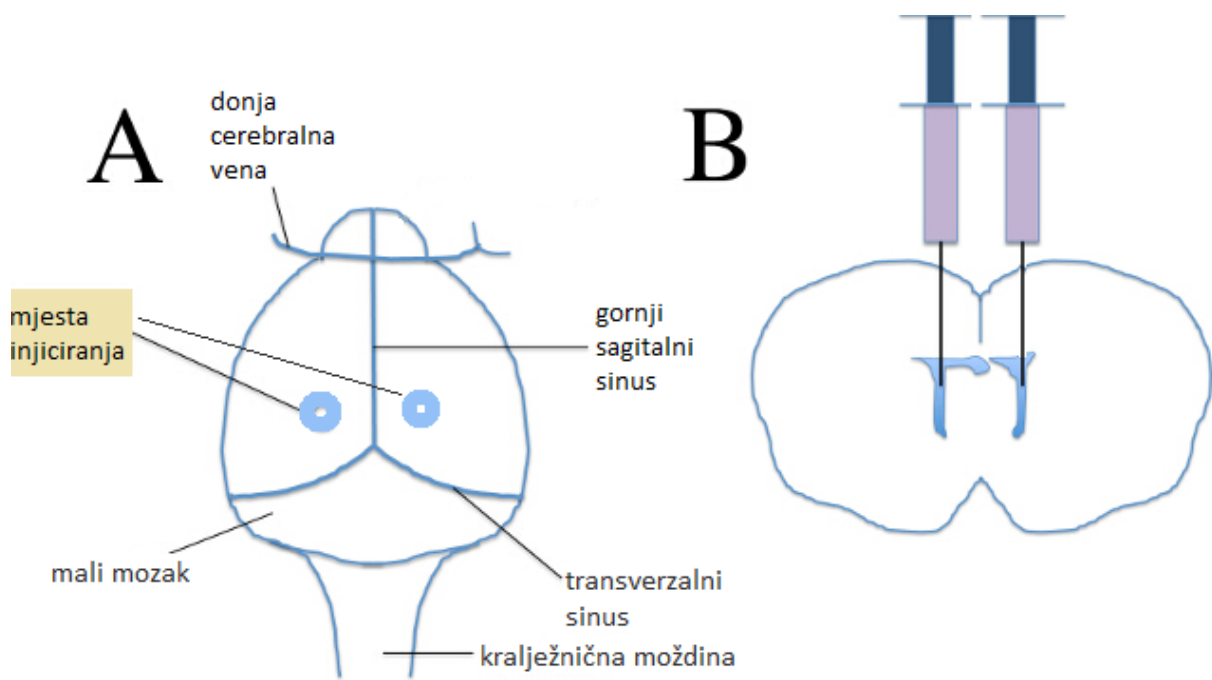 A
donja
cerebralna
vena
B
mjesta
injiciranja
gornji
sagitalni
sinus
mali mozak
transverzalni
sinus
kralježnična moždina